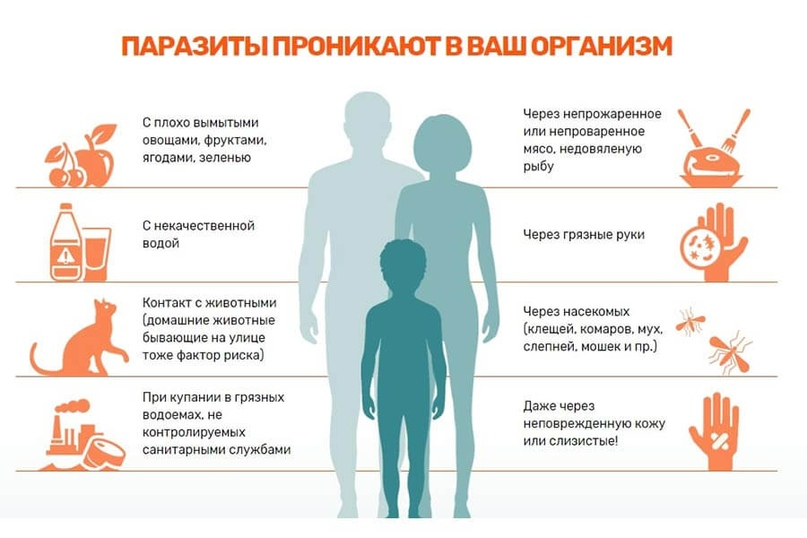 ПАРАЗИТЫ ПРОНИКАЮТ В ВАШ ОРГАНИЗМ
С плохо вымытыми
овощами, фруктами,
ягодами, зеленью
С некачественной
водой
Контакт с животными
(домашние животные
бывающие на улице
тоже фактор риска)
При купании в грязных
водоемах, не
контролируемых
санитарными службами
Через непрожаренное
или непроваренное
мясо, недовяленую
рыбу
Через грязные руки
Через насекомых
(клещей, комаров, мух,
слепней, мошек и пр.)
Даже через
неповрежденную кожу
или слизистые!